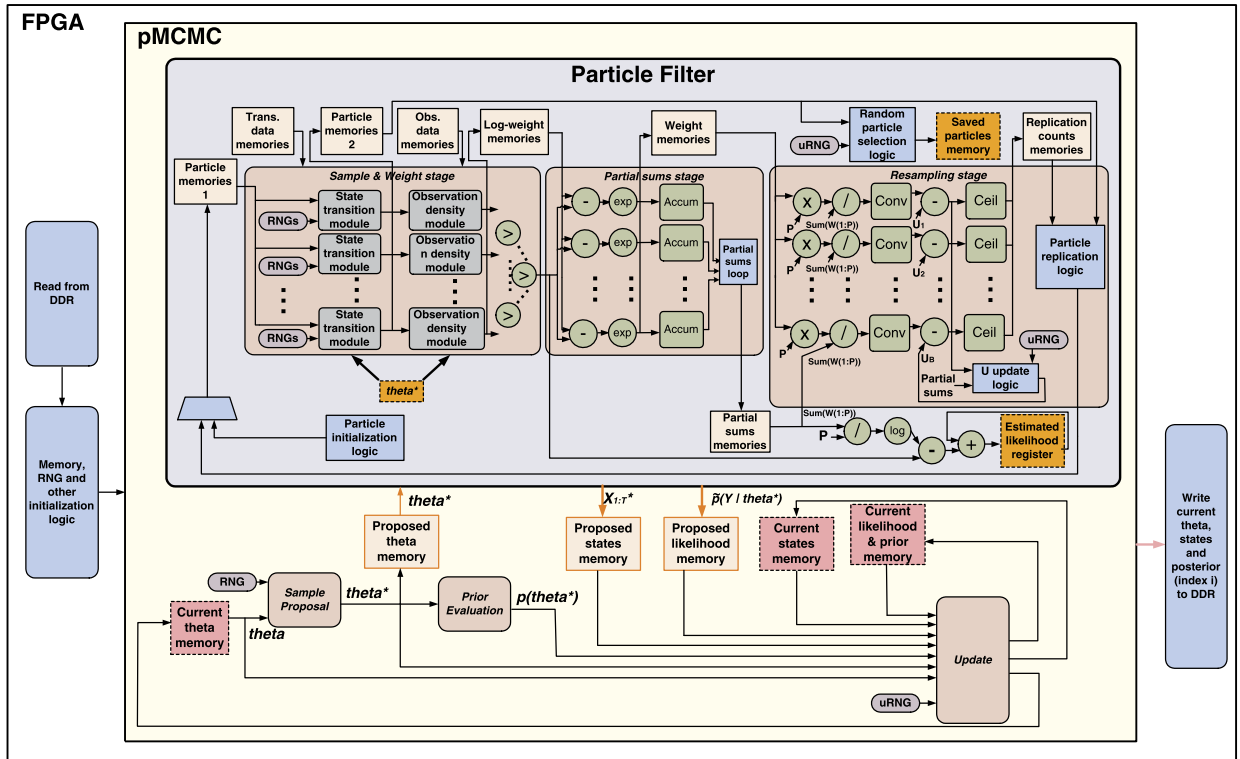 FPGA
pMCMC
Particle Filter
Trans.
data
memories
Particle
memories
2
Obs.
data
memories
Log-weight
memories
Weight
memories
Random
particle
selection
logic
uRNG
Saved
particles
memory
Replication
counts
memories
Particle
memories
1
Sample & Weight stage
RNGs
State
transition
module
Observation
density
module
>
RNGs
State
transition
module
Observatio
n density
module
>
RNGs
State
transition
module
Observation
density
module
>
theta*
Partial sums stage
-
exp
Accum
-
exp
Accum
-
exp
Accum
Partial
sums
loop
Resampling stage
X
/
Conv
-
Ceil
P
Sum(W(1:P))
U1
X
/
Conv
-
Ceil
P
Sum(W(1:P))
U2
X
/
Conv
-
Ceil
P
Sum(W(1:P))
UB
uRNG
Partial
sums
U update
logic
Particle
replication
logic
Particle
initialization
logic
Partial
sums
memories
Sum(W(1:P))
P
/
log
-
+
Estimated
likelihood
register
Read from
DDR
Memory,
RNG and
other
initialization
logic
theta*
X1:T*
p̃(Y | theta*)
Proposed
theta
memory
Proposed
states
memory
Proposed
likelihood
memory
Current
states
memory
Current
likelihood
& prior
memory
RNG
Sample
Proposal
theta*
Prior
Evaluation
p(theta*)
Current
theta
memory
theta
Update
uRNG
Write
current
theta,
states
and
posterior
(index i)
to DDR